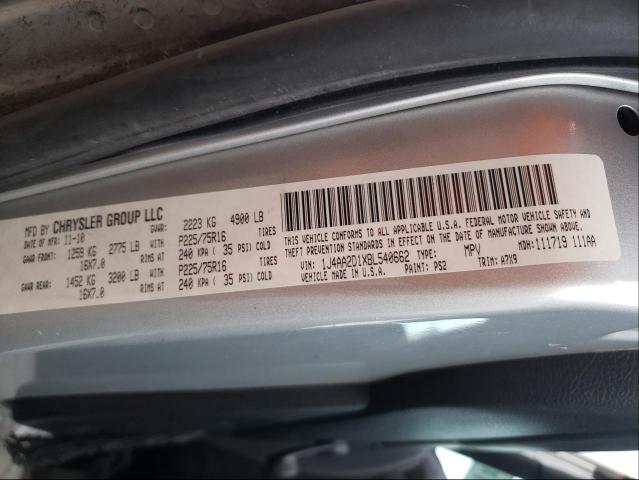 MFG BY CHRYSLER GROUP LLC
DATE OF MFR: 11-10 GVWR: 2223 KG 4900 LB
GAWR FRONT: 1259 KG 2775 LB WITH P225/75R16 TIRES
16X7.0 RIMS AT 240 KPA ( 35 PSI) COLD
GAWR REAR: 1452 KG 3200 LB WITH P225/75R16 TIRES
16X7.0 RIMS AT 240 KPA ( 35 PSI) COLD
THIS VEHICLE CONFORMS TO ALL APPLICABLE U.S.A. FEDERAL MOTOR VEHICLE SAFETY AND
THEFT PREVENTION STANDARDS IN EFFECT ON THE DATE OF MANUFACTURE SHOWN ABOVE.
VIN: 1J4AA2D1XBL540662 TYPE: MPV MDH: 111719 111AA
PAINT: PS2 TRIM: A7X9